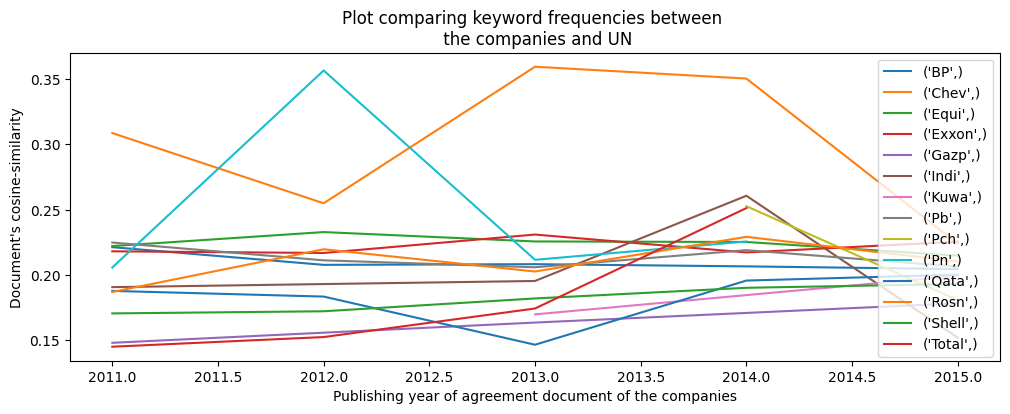 Plot comparing keyword frequencies between
the companies and UN
Document's cosine-similarity
0.35
0.30
0.25
0.20
0.15
2011.0 2011.5 2012.0 2012.5 2013.0 2013.5 2014.0 2014.5 2015.0
Publishing year of agreement document of the companies
('BP',)
('Chev',)
('Equi',)
('Exxon',)
('Gazp',)
('Indi',)
('Kuwa',)
('Pb',)
('Pch',)
('Pn',)
('Qata',)
('Rosn',)
('Shell',)
('Total',)